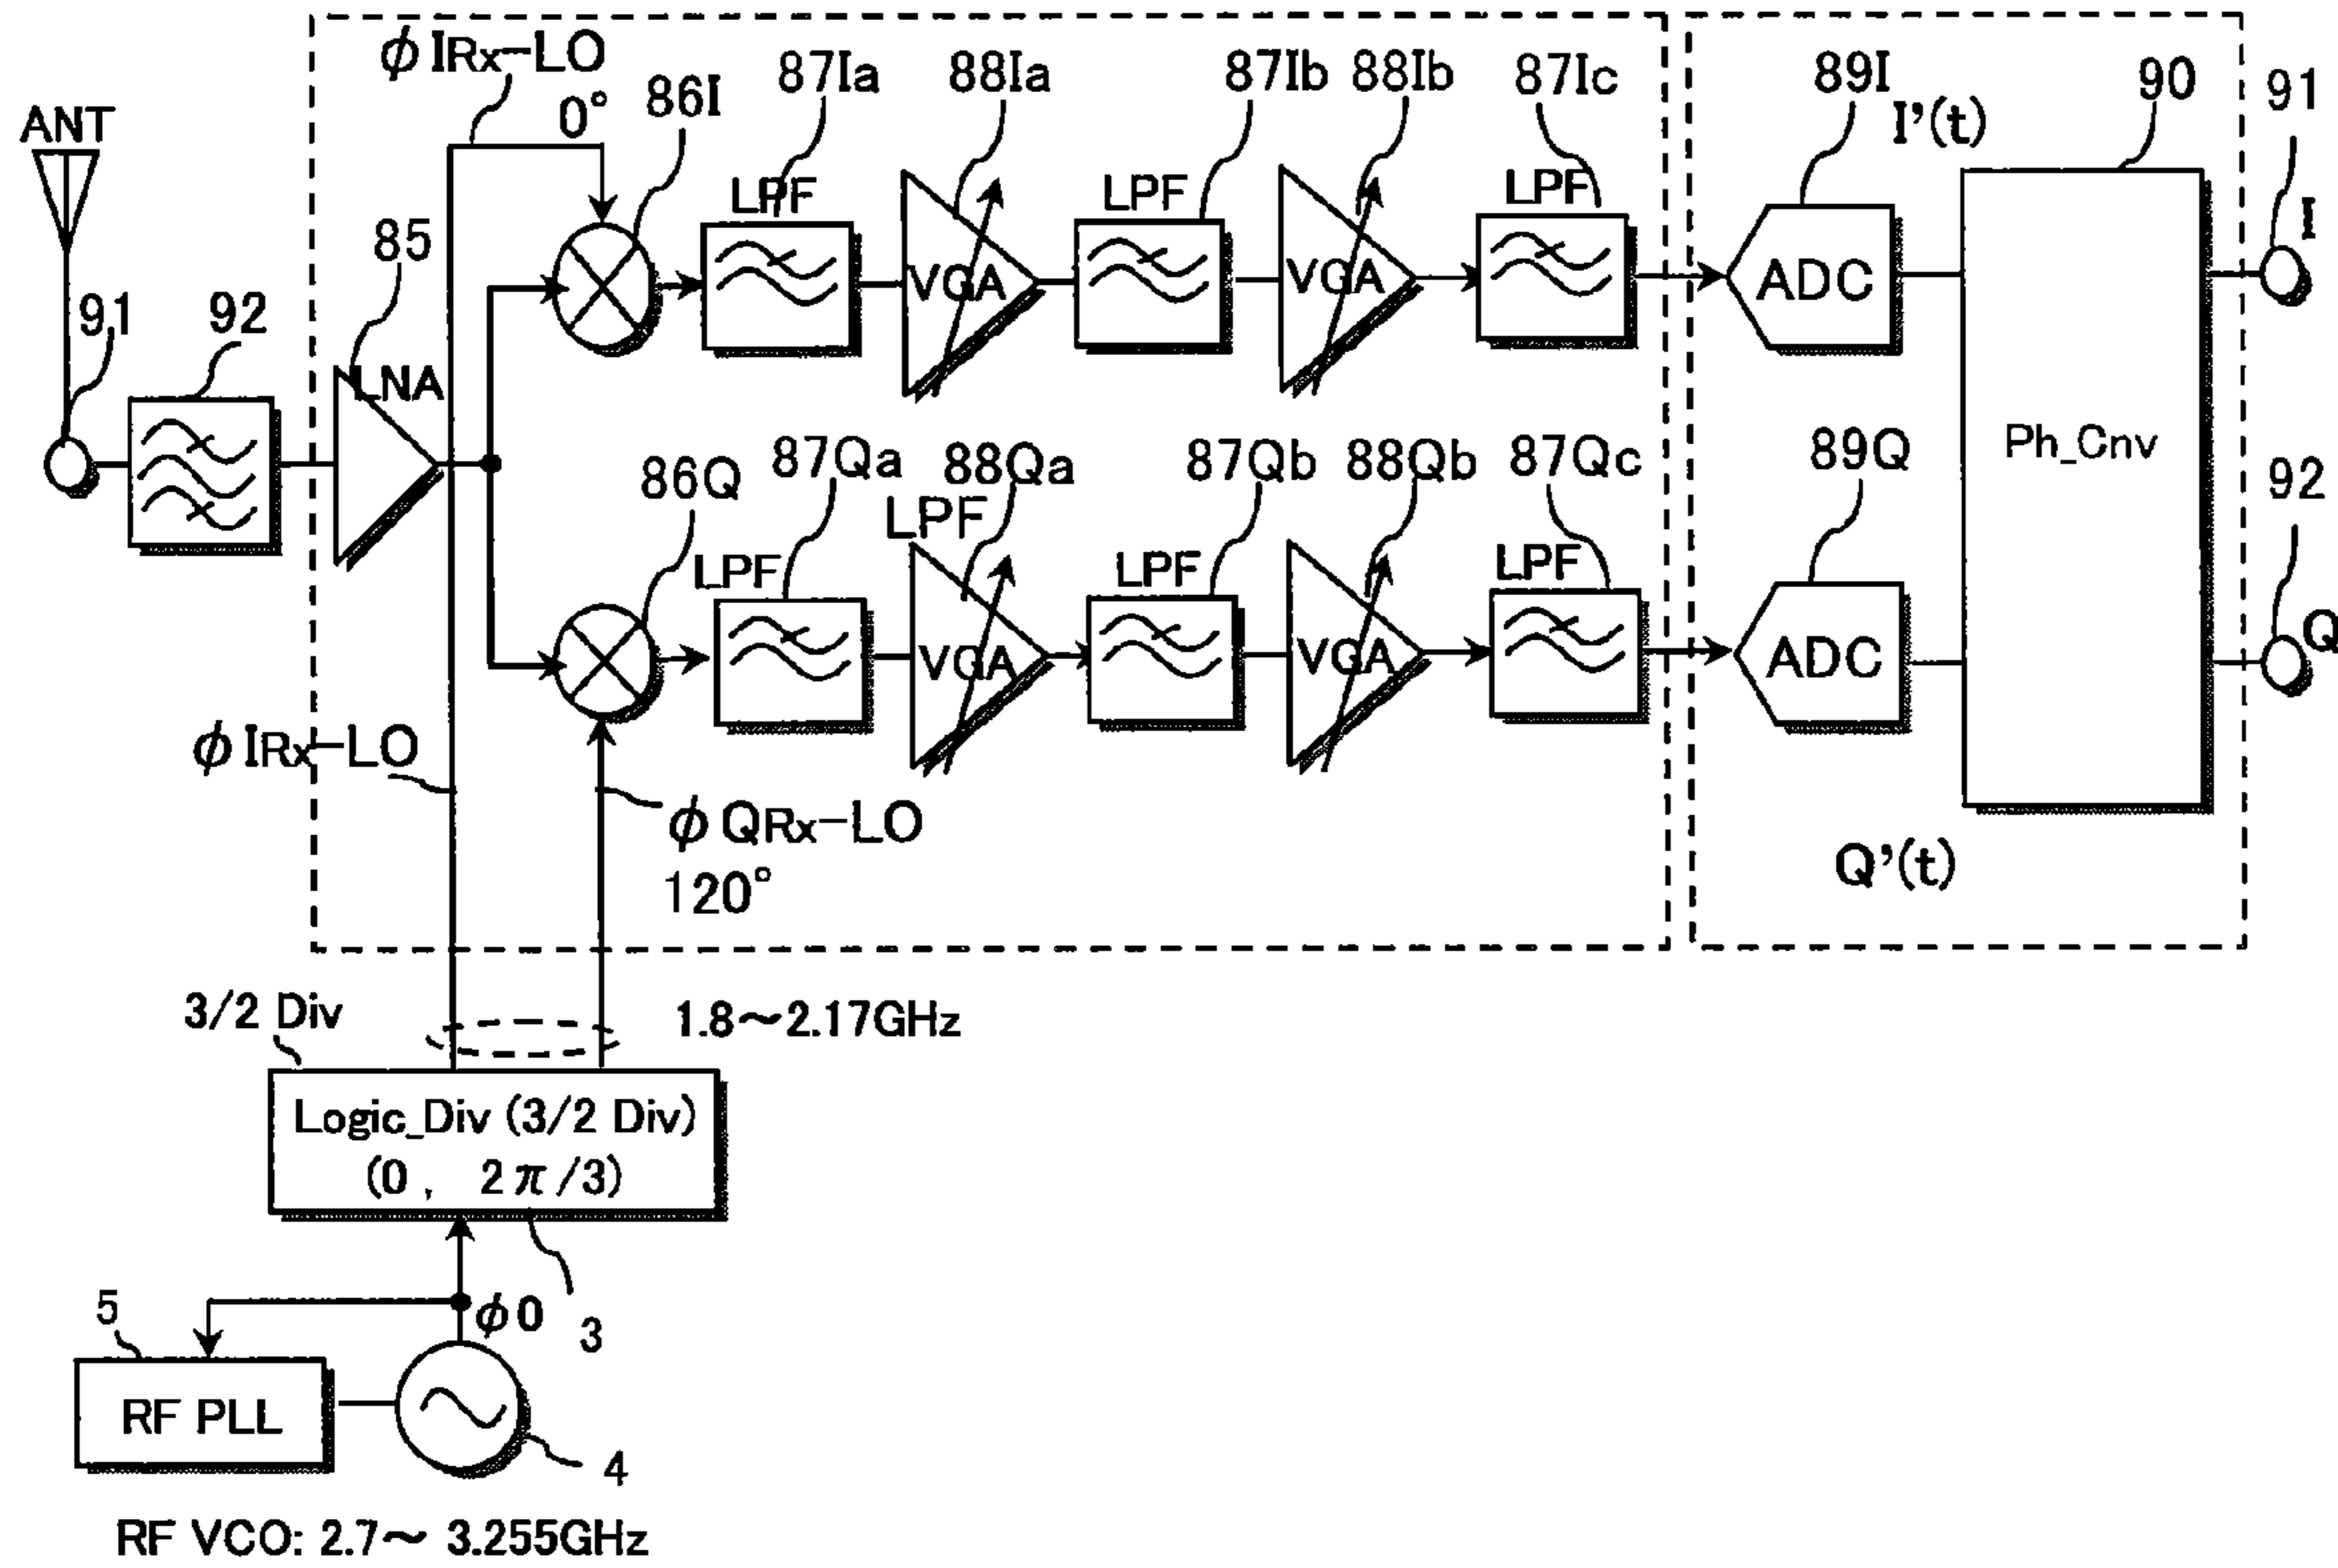 ϕ IRx-LO
0°
86I
87Ia
88Ia
87Ib
88Ib
87Ic
89I
I'(t)
90
91
I
ANT
85
91
92
LNA
LPF
VGA
LPF
VGA
LPF
ADC
Ph_Cnv
86Q
87Qa
88Qa
87Qb
88Qb
87Qc
89Q
92
Q
LPF
LPF
VGA
LPF
VGA
LPF
ADC
ϕ IRx-LO
ϕ QRx-LO
120°
Q'(t)
3/2 Div
1.8～2.17GHz
Logic_Div (3/2 Div)
(0 , 2π/3)
5
ϕ0
3
RF PLL
4
RF VCO: 2.7～ 3.255GHz